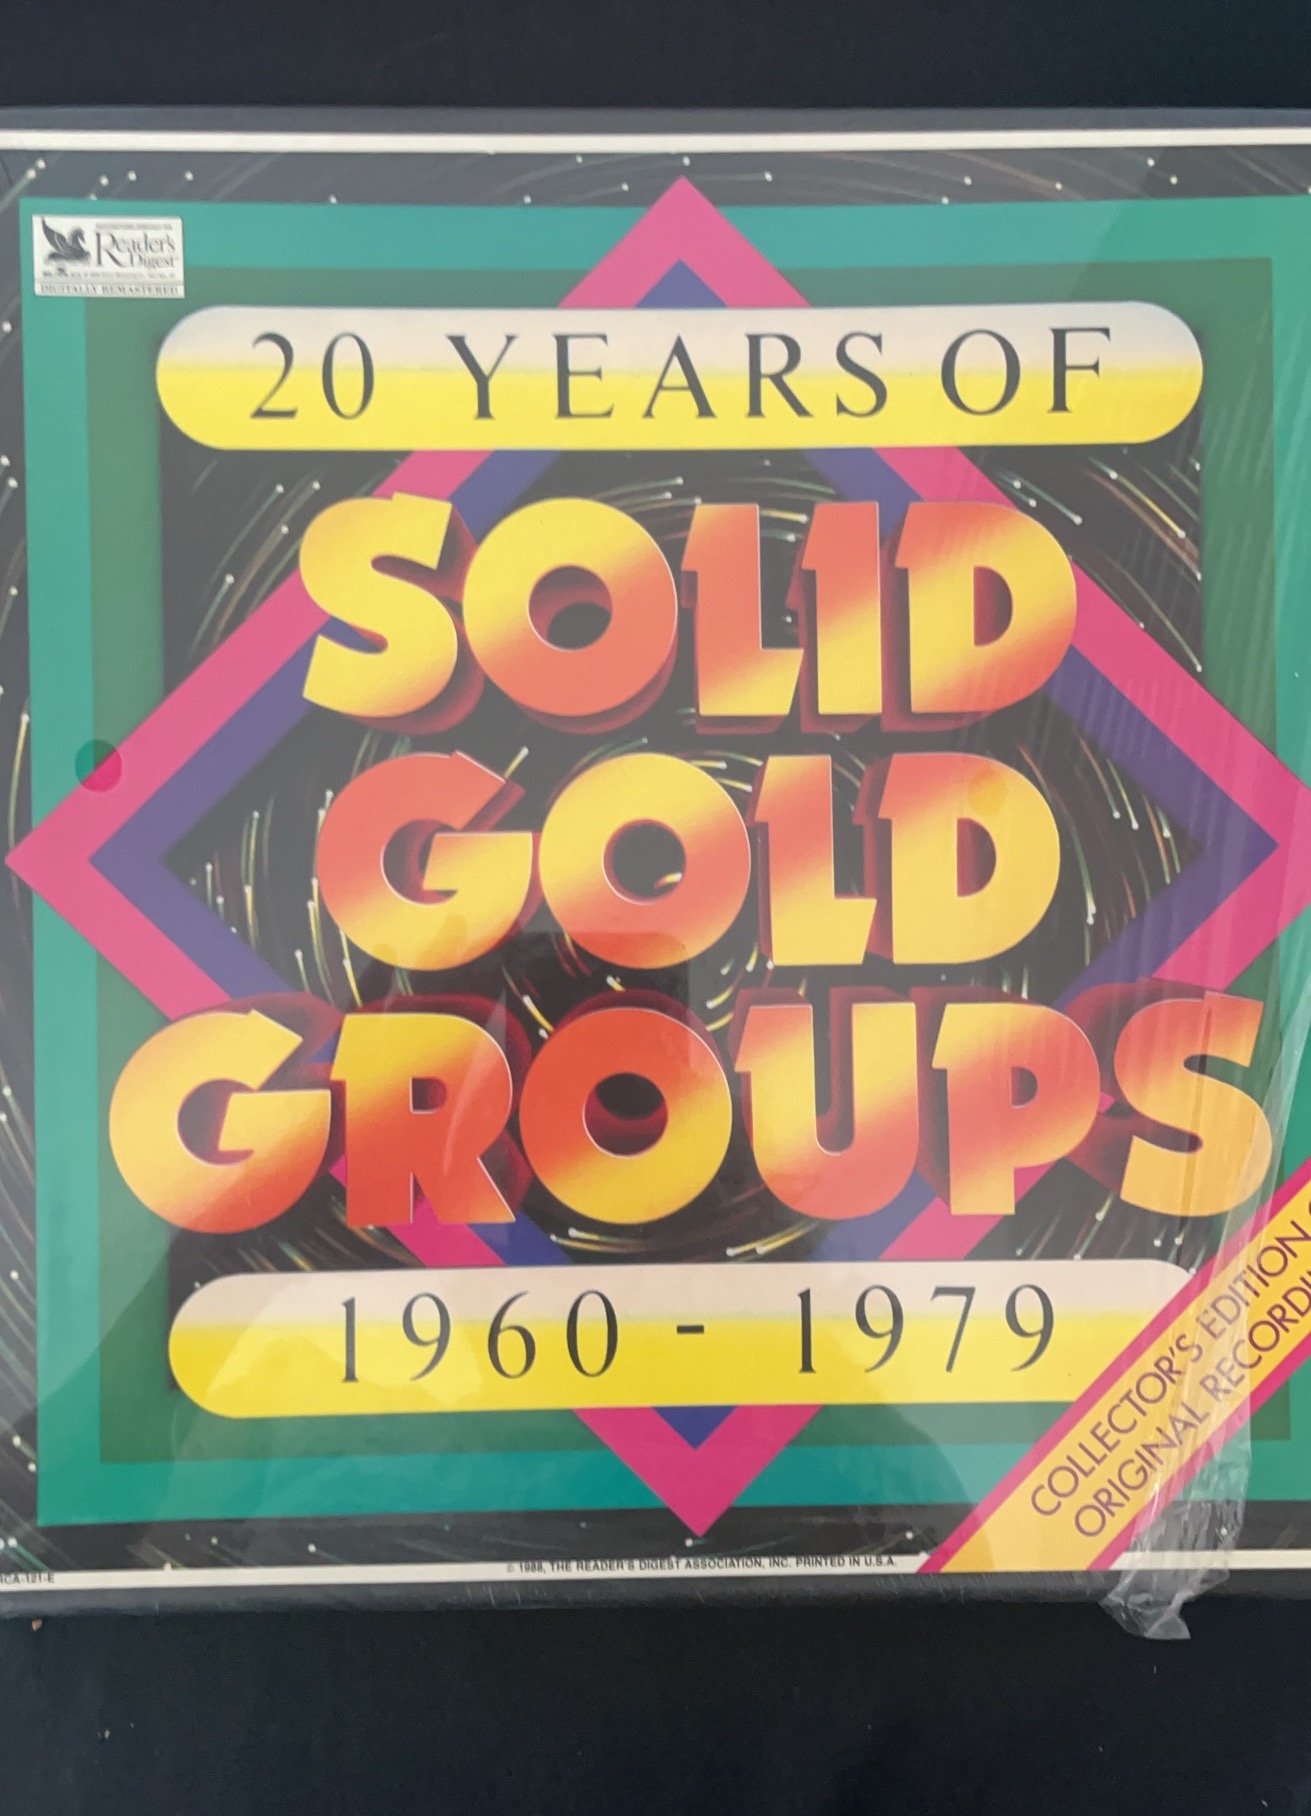 Reader's
Digest
DIGITALLY REMASTERED
20 YEARS OF
SOLID
GOLD
GROUPS
1960 - 1979
COLLECTOR'S EDITION
ORIGINAL
© 1988, THE READER'S DIGEST ASSOCIATION, INC. PRINTED IN U.S.A.